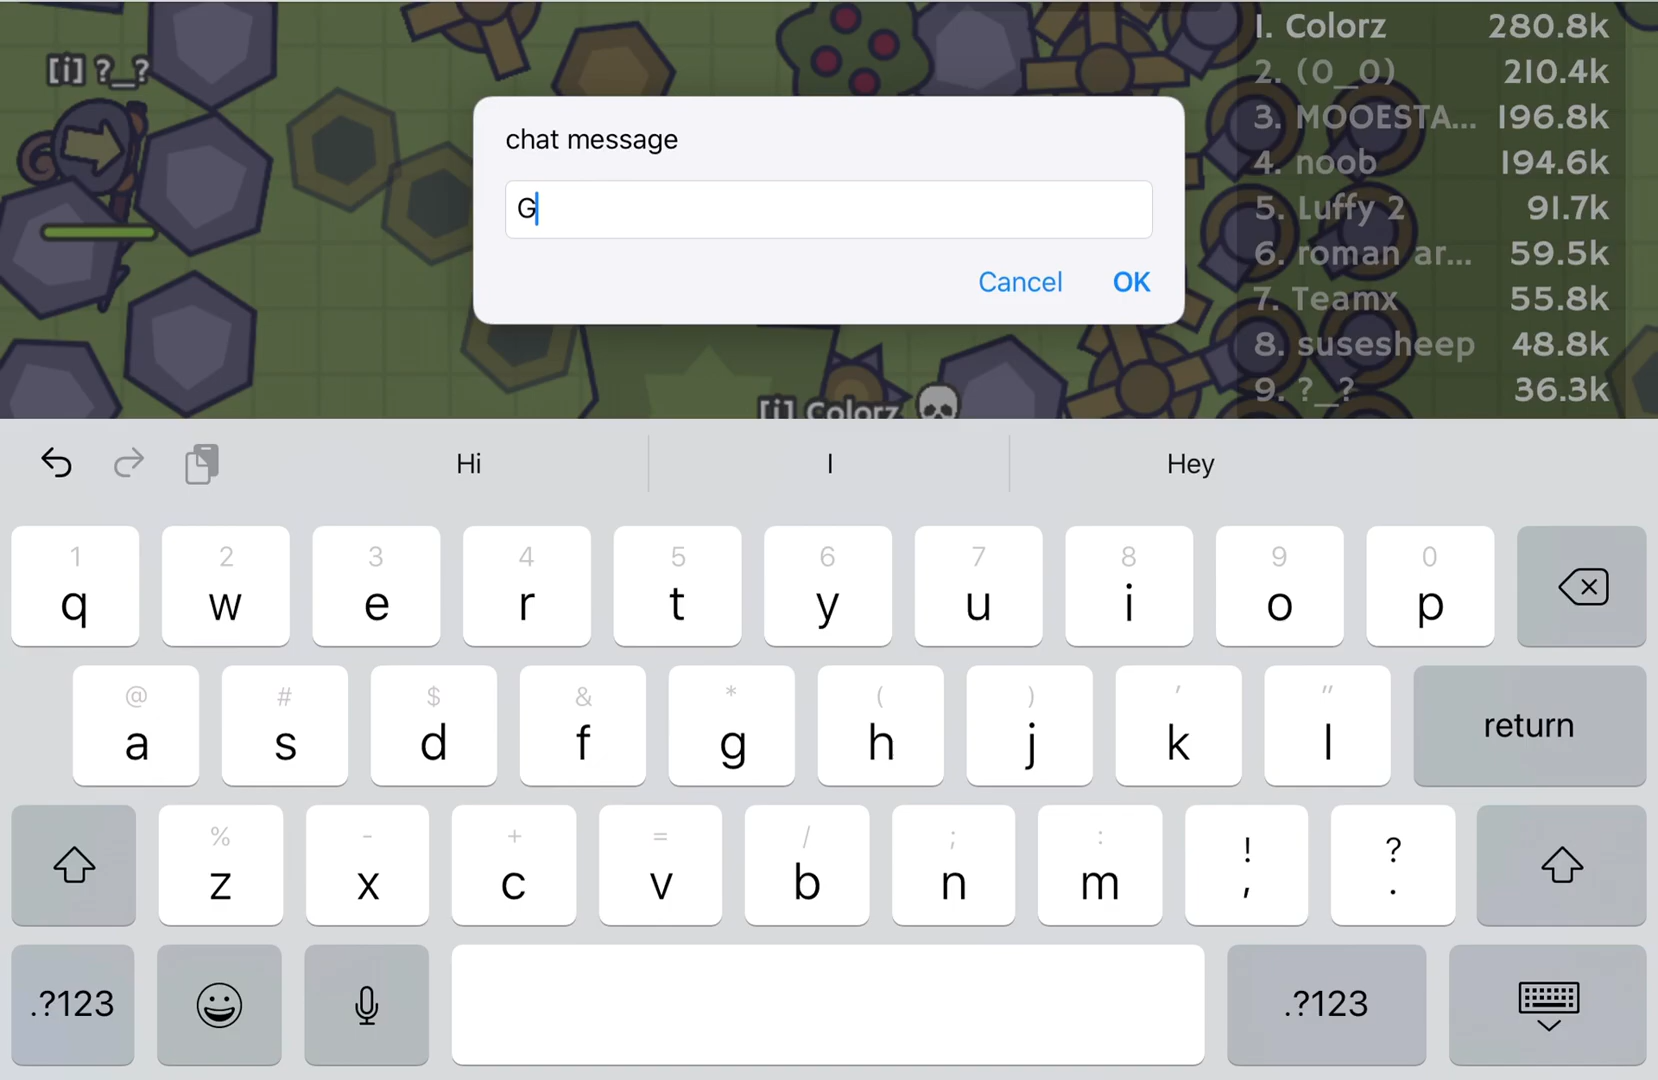 [i] ?_?
1. Colorz 280.8k
2. (0_0) 210.4k
3. MOOESTA... 196.8k
4. noob 194.6k
5. Luffy 2 91.7k
6. roman ar... 59.5k
7. Teamx 55.8k
8. susesheep 48.8k
9. ?_? 36.3k
chat message
G
Cancel OK
[i] Colorz
Hi I Hey
1 2 3 4 5 6 7 8 9 0
q w e r t y u i o p
@ # $ & * ( ) ' "
a s d f g h j k l return
% - + = / ; : ! ?
z x c v b n m , .
.?123 .?123